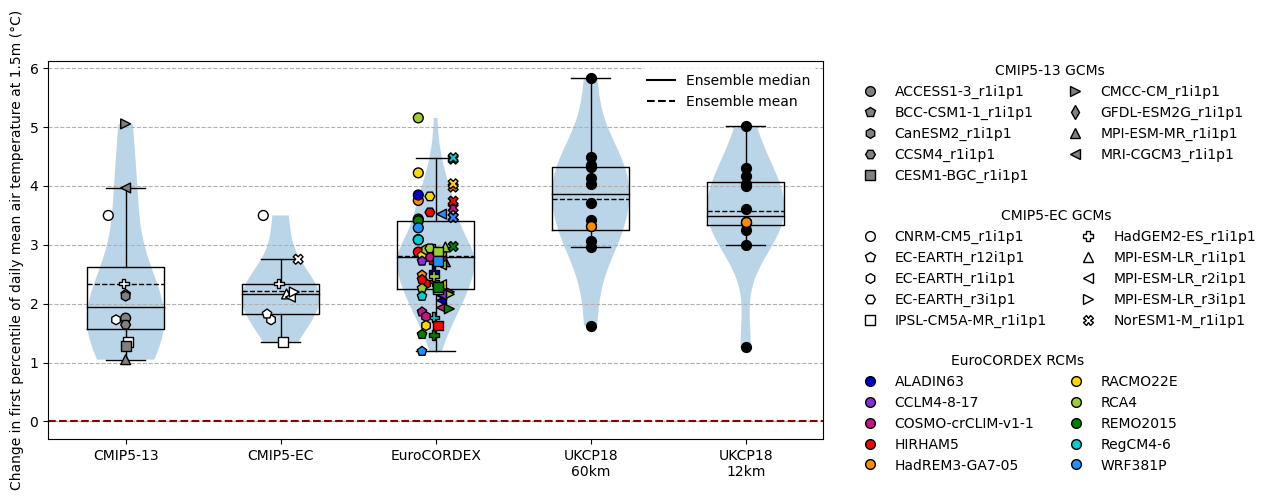 Change in first percentile of daily mean air temperature at 1.5m (°C)
6
5
4
3
2
1
0
Ensemble median
Ensemble mean
CMIP5-13
CMIP5-EC
EuroCORDEX
UKCP18
60km
UKCP18
12km
CMIP5-13 GCMs
ACCESS1-3_r1i1p1
BCC-CSM1-1_r1i1p1
CanESM2_r1i1p1
CCSM4_r1i1p1
CESM1-BGC_r1i1p1
CMCC-CM_r1i1p1
GFDL-ESM2G_r1i1p1
MPI-ESM-MR_r1i1p1
MRI-CGCM3_r1i1p1
CMIP5-EC GCMs
CNRM-CM5_r1i1p1
EC-EARTH_r12i1p1
EC-EARTH_r1i1p1
EC-EARTH_r3i1p1
IPSL-CM5A-MR_r1i1p1
HadGEM2-ES_r1i1p1
MPI-ESM-LR_r1i1p1
MPI-ESM-LR_r2i1p1
MPI-ESM-LR_r3i1p1
NorESM1-M_r1i1p1
EuroCORDEX RCMs
ALADIN63
CCLM4-8-17
COSMO-crCLIM-v1-1
HIRHAM5
HadREM3-GA7-05
RACMO22E
RCA4
REMO2015
RegCM4-6
WRF381P